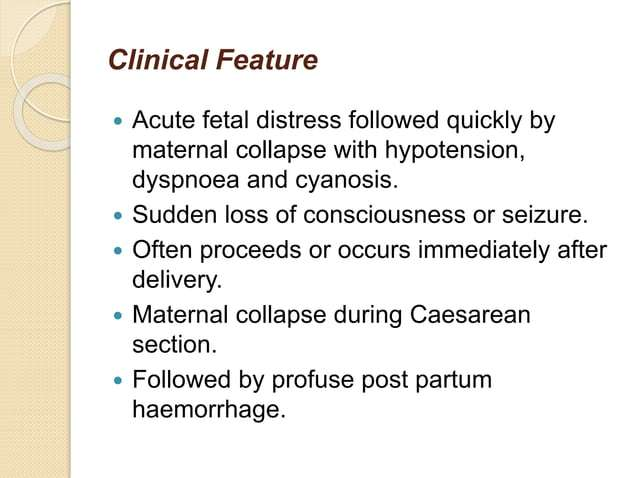 Clinical Feature
• Acute fetal distress followed quickly by
maternal collapse with hypotension,
dyspnoea and cyanosis.
• Sudden loss of consciousness or seizure.
• Often proceeds or occurs immediately after
delivery.
• Maternal collapse during Caesarean
section.
• Followed by profuse post partum
haemorrhage.